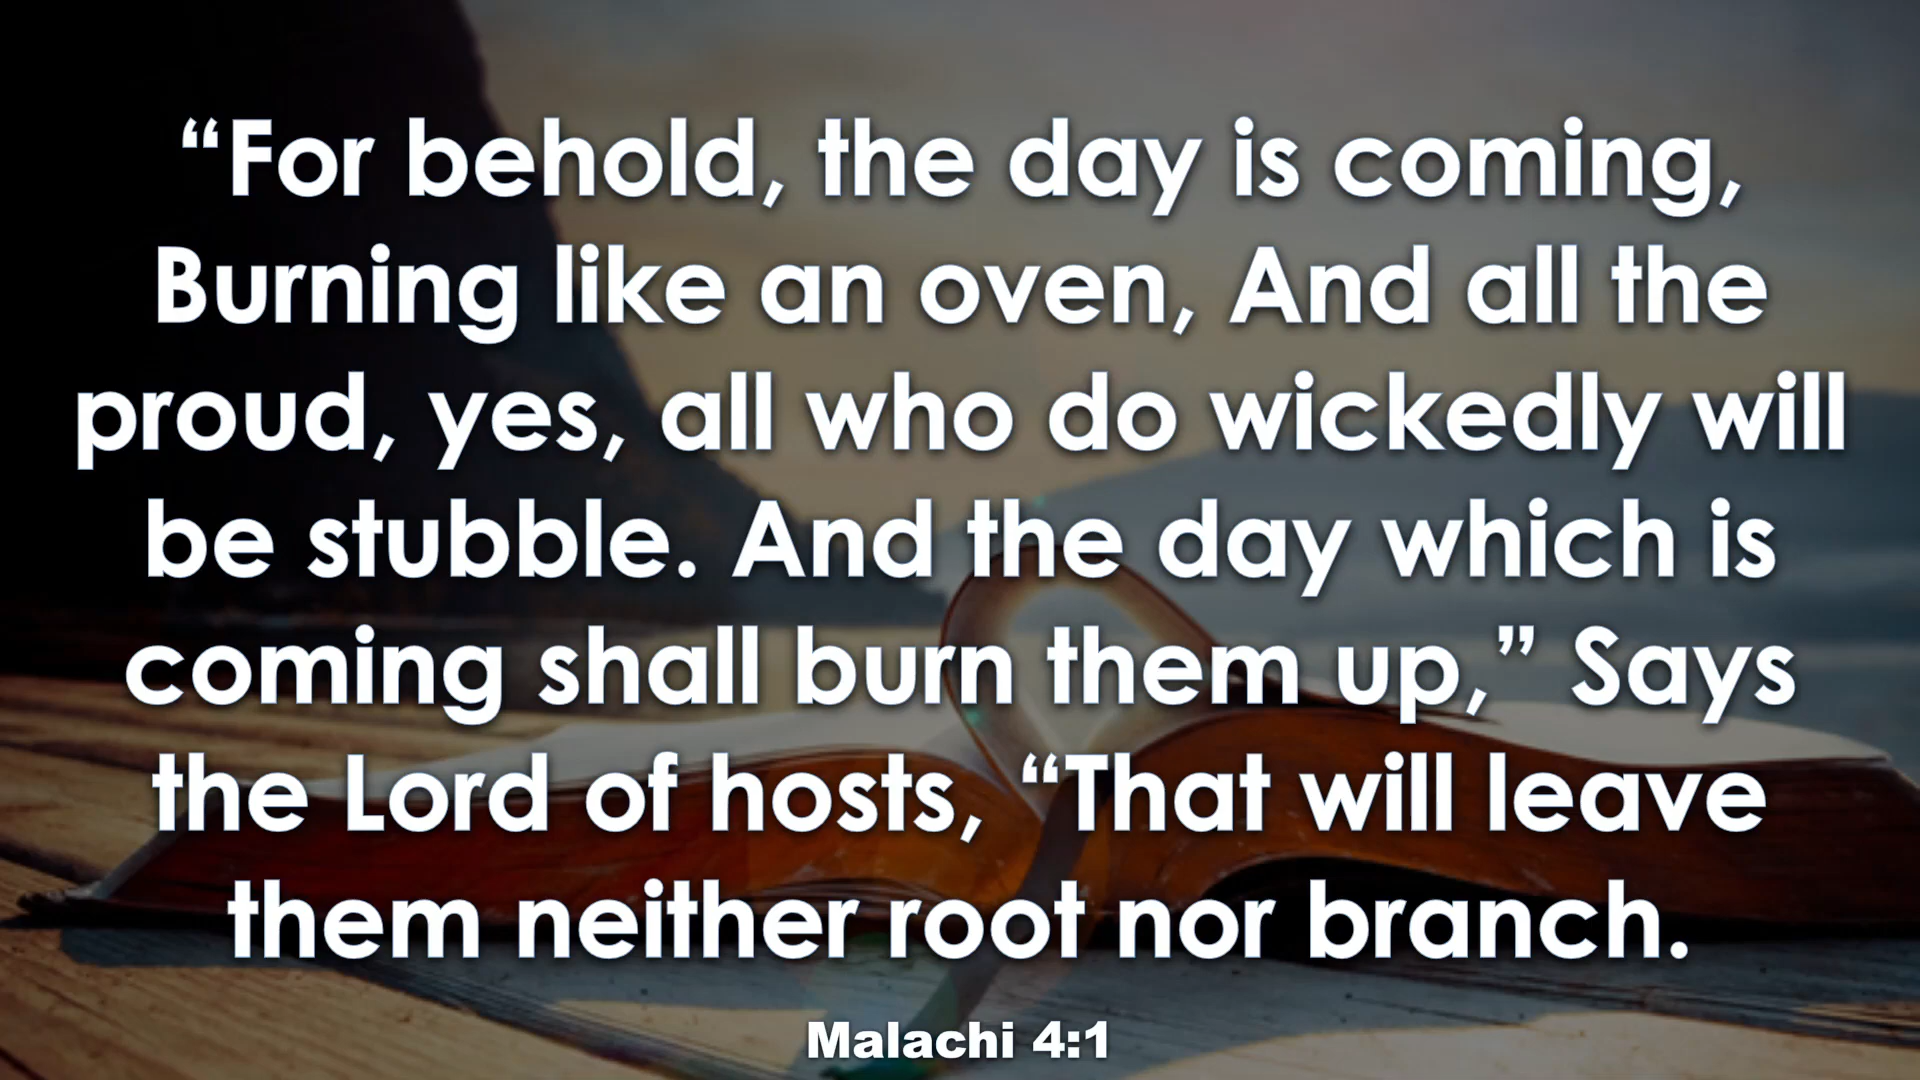 “For behold, the day is coming,
Burning like an oven, And all the
proud, yes, all who do wickedly will
be stubble. And the day which is
coming shall burn them up,” Says
the Lord of hosts, “That will leave
them neither root nor branch.
Malachi 4:1